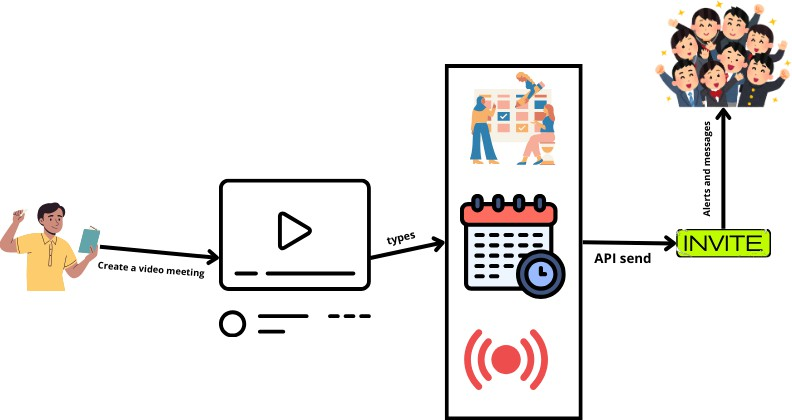 Create a video meeting
types
API send
INVITE
Alerts and messages